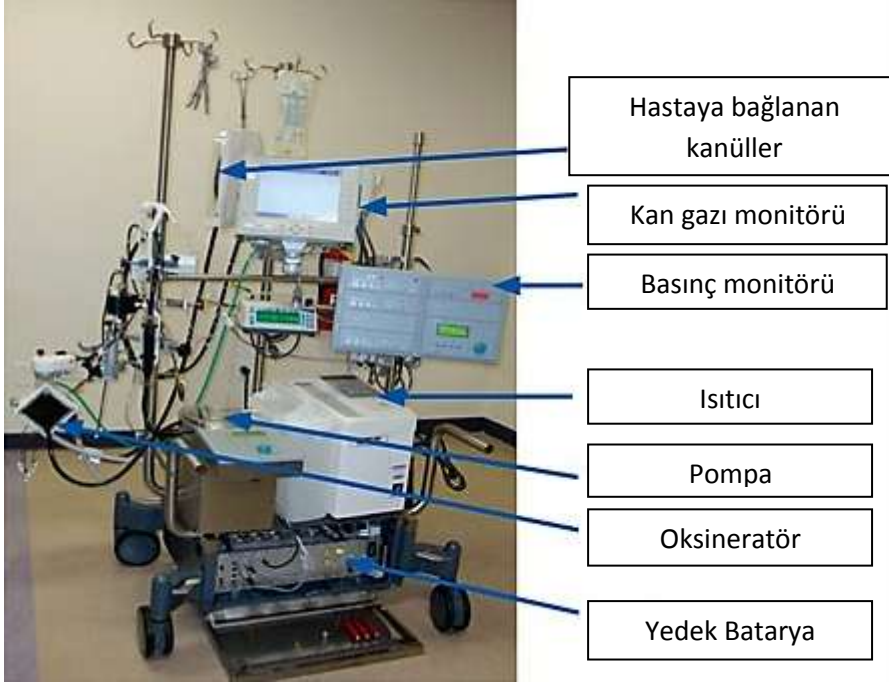 Hastaya bağlanan
kanüller
Kan gazı monitörü
Basınç monitörü
Isıtıcı
Pompa
Oksineratör
Yedek Batarya